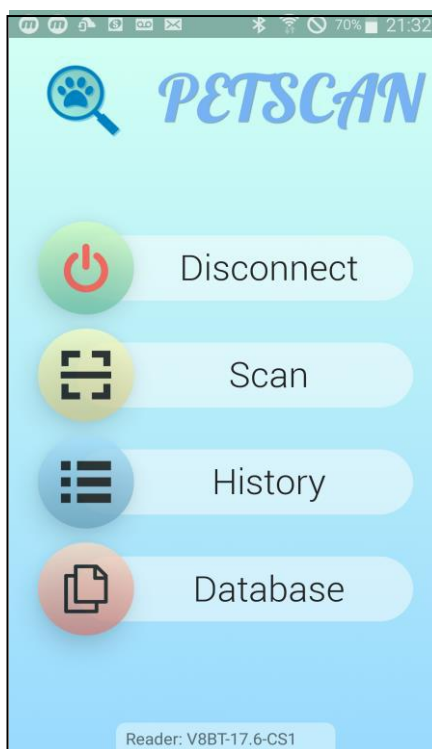 70% 21:32
PETSCAN
Disconnect
Scan
History
Database
Reader: V8BT-17.6-CS1